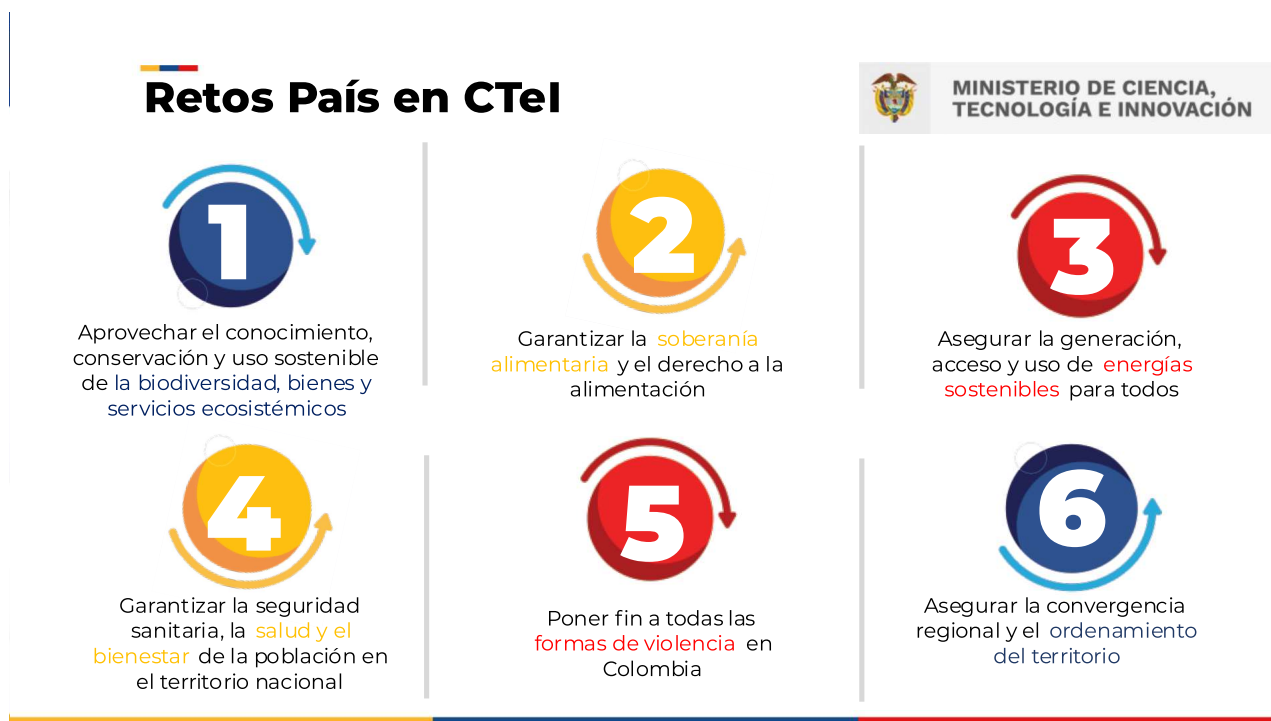 Retos País en CTeI
MINISTERIO DE CIENCIA,
TECNOLOGÍA E INNOVACIÓN
1
Aprovechar el conocimiento,
conservación y uso sostenible
de la biodiversidad, bienes y
servicios ecosistémicos
2
Garantizar la soberanía
alimentaria y el derecho a la
alimentación
3
Asegurar la generación,
acceso y uso de energías
sostenibles para todos
4
Garantizar la seguridad
sanitaria, la salud y el
bienestar de la población en
el territorio nacional
5
Poner fin a todas las
formas de violencia en
Colombia
6
Asegurar la convergencia
regional y el ordenamiento
del territorio